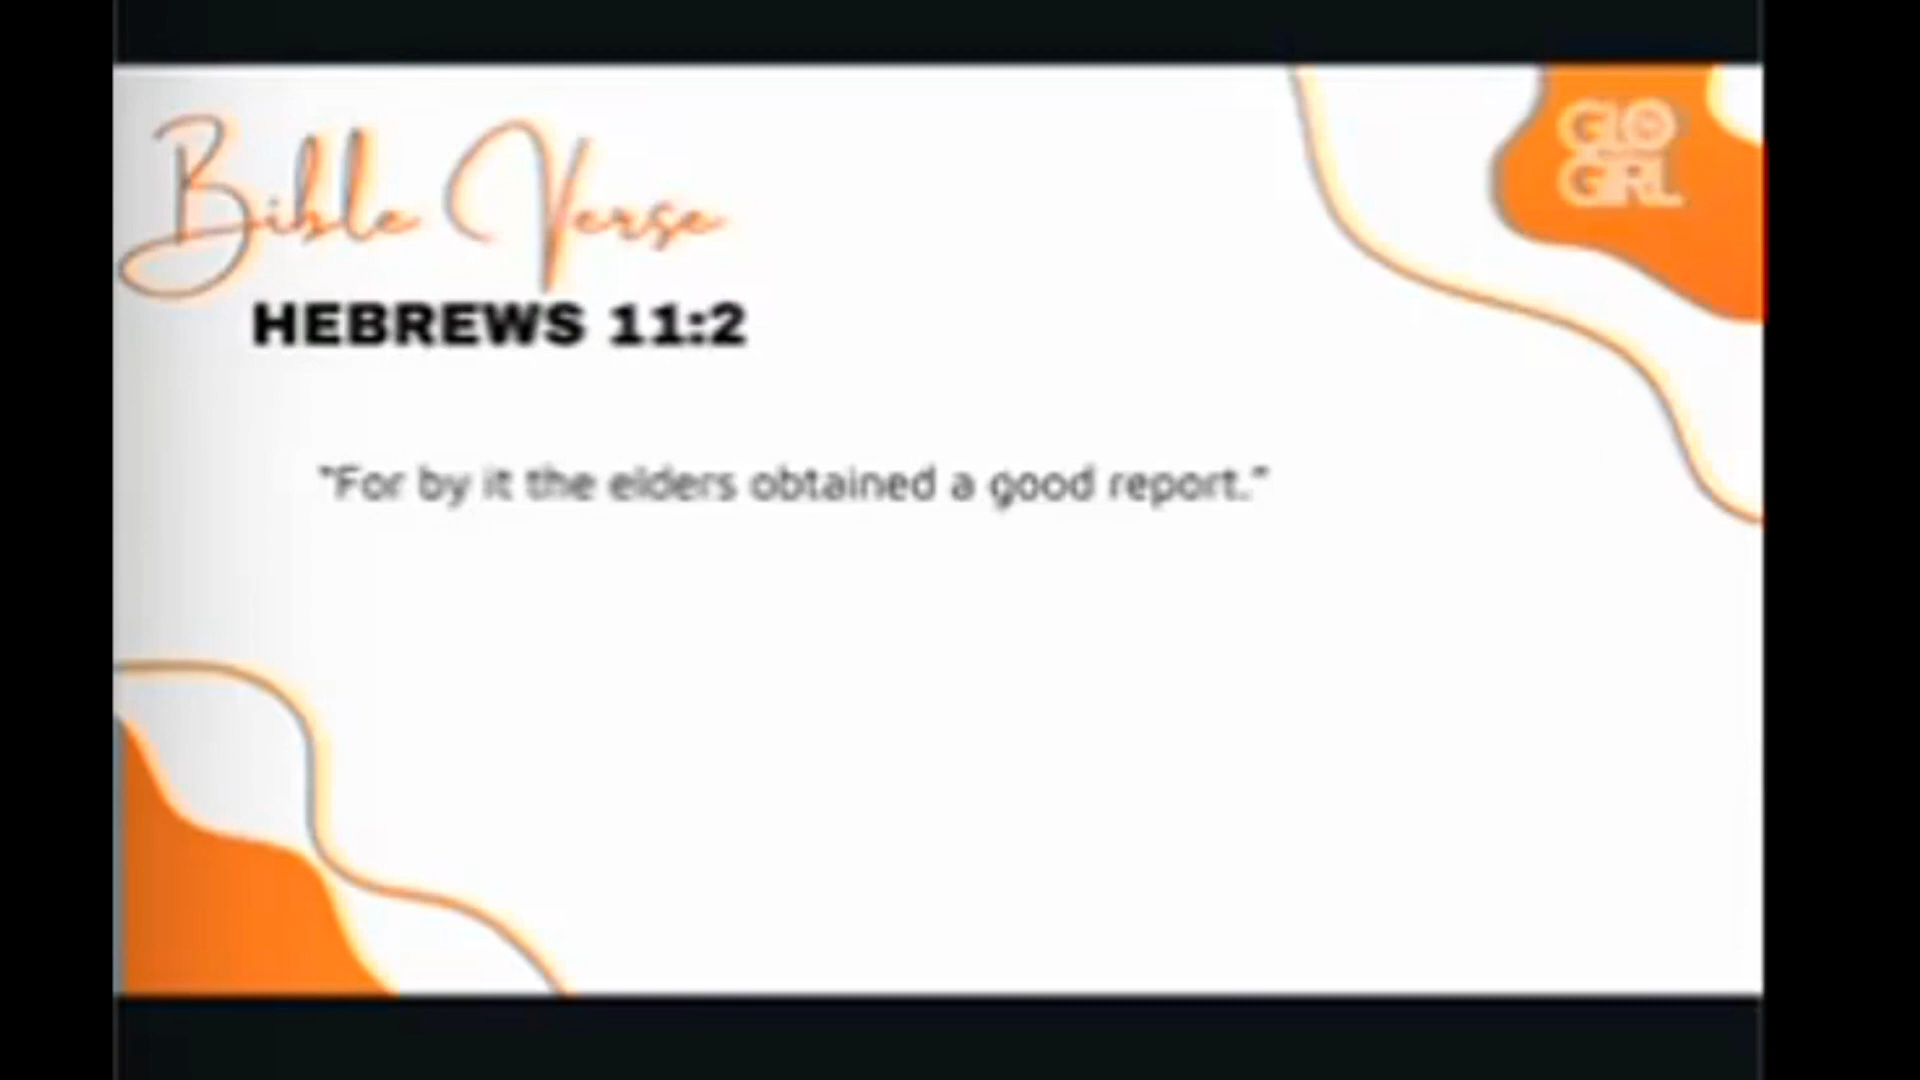 Bible Verse
HEBREWS 11:2
"For by it the elders obtained a good report."
GLO
GIRL